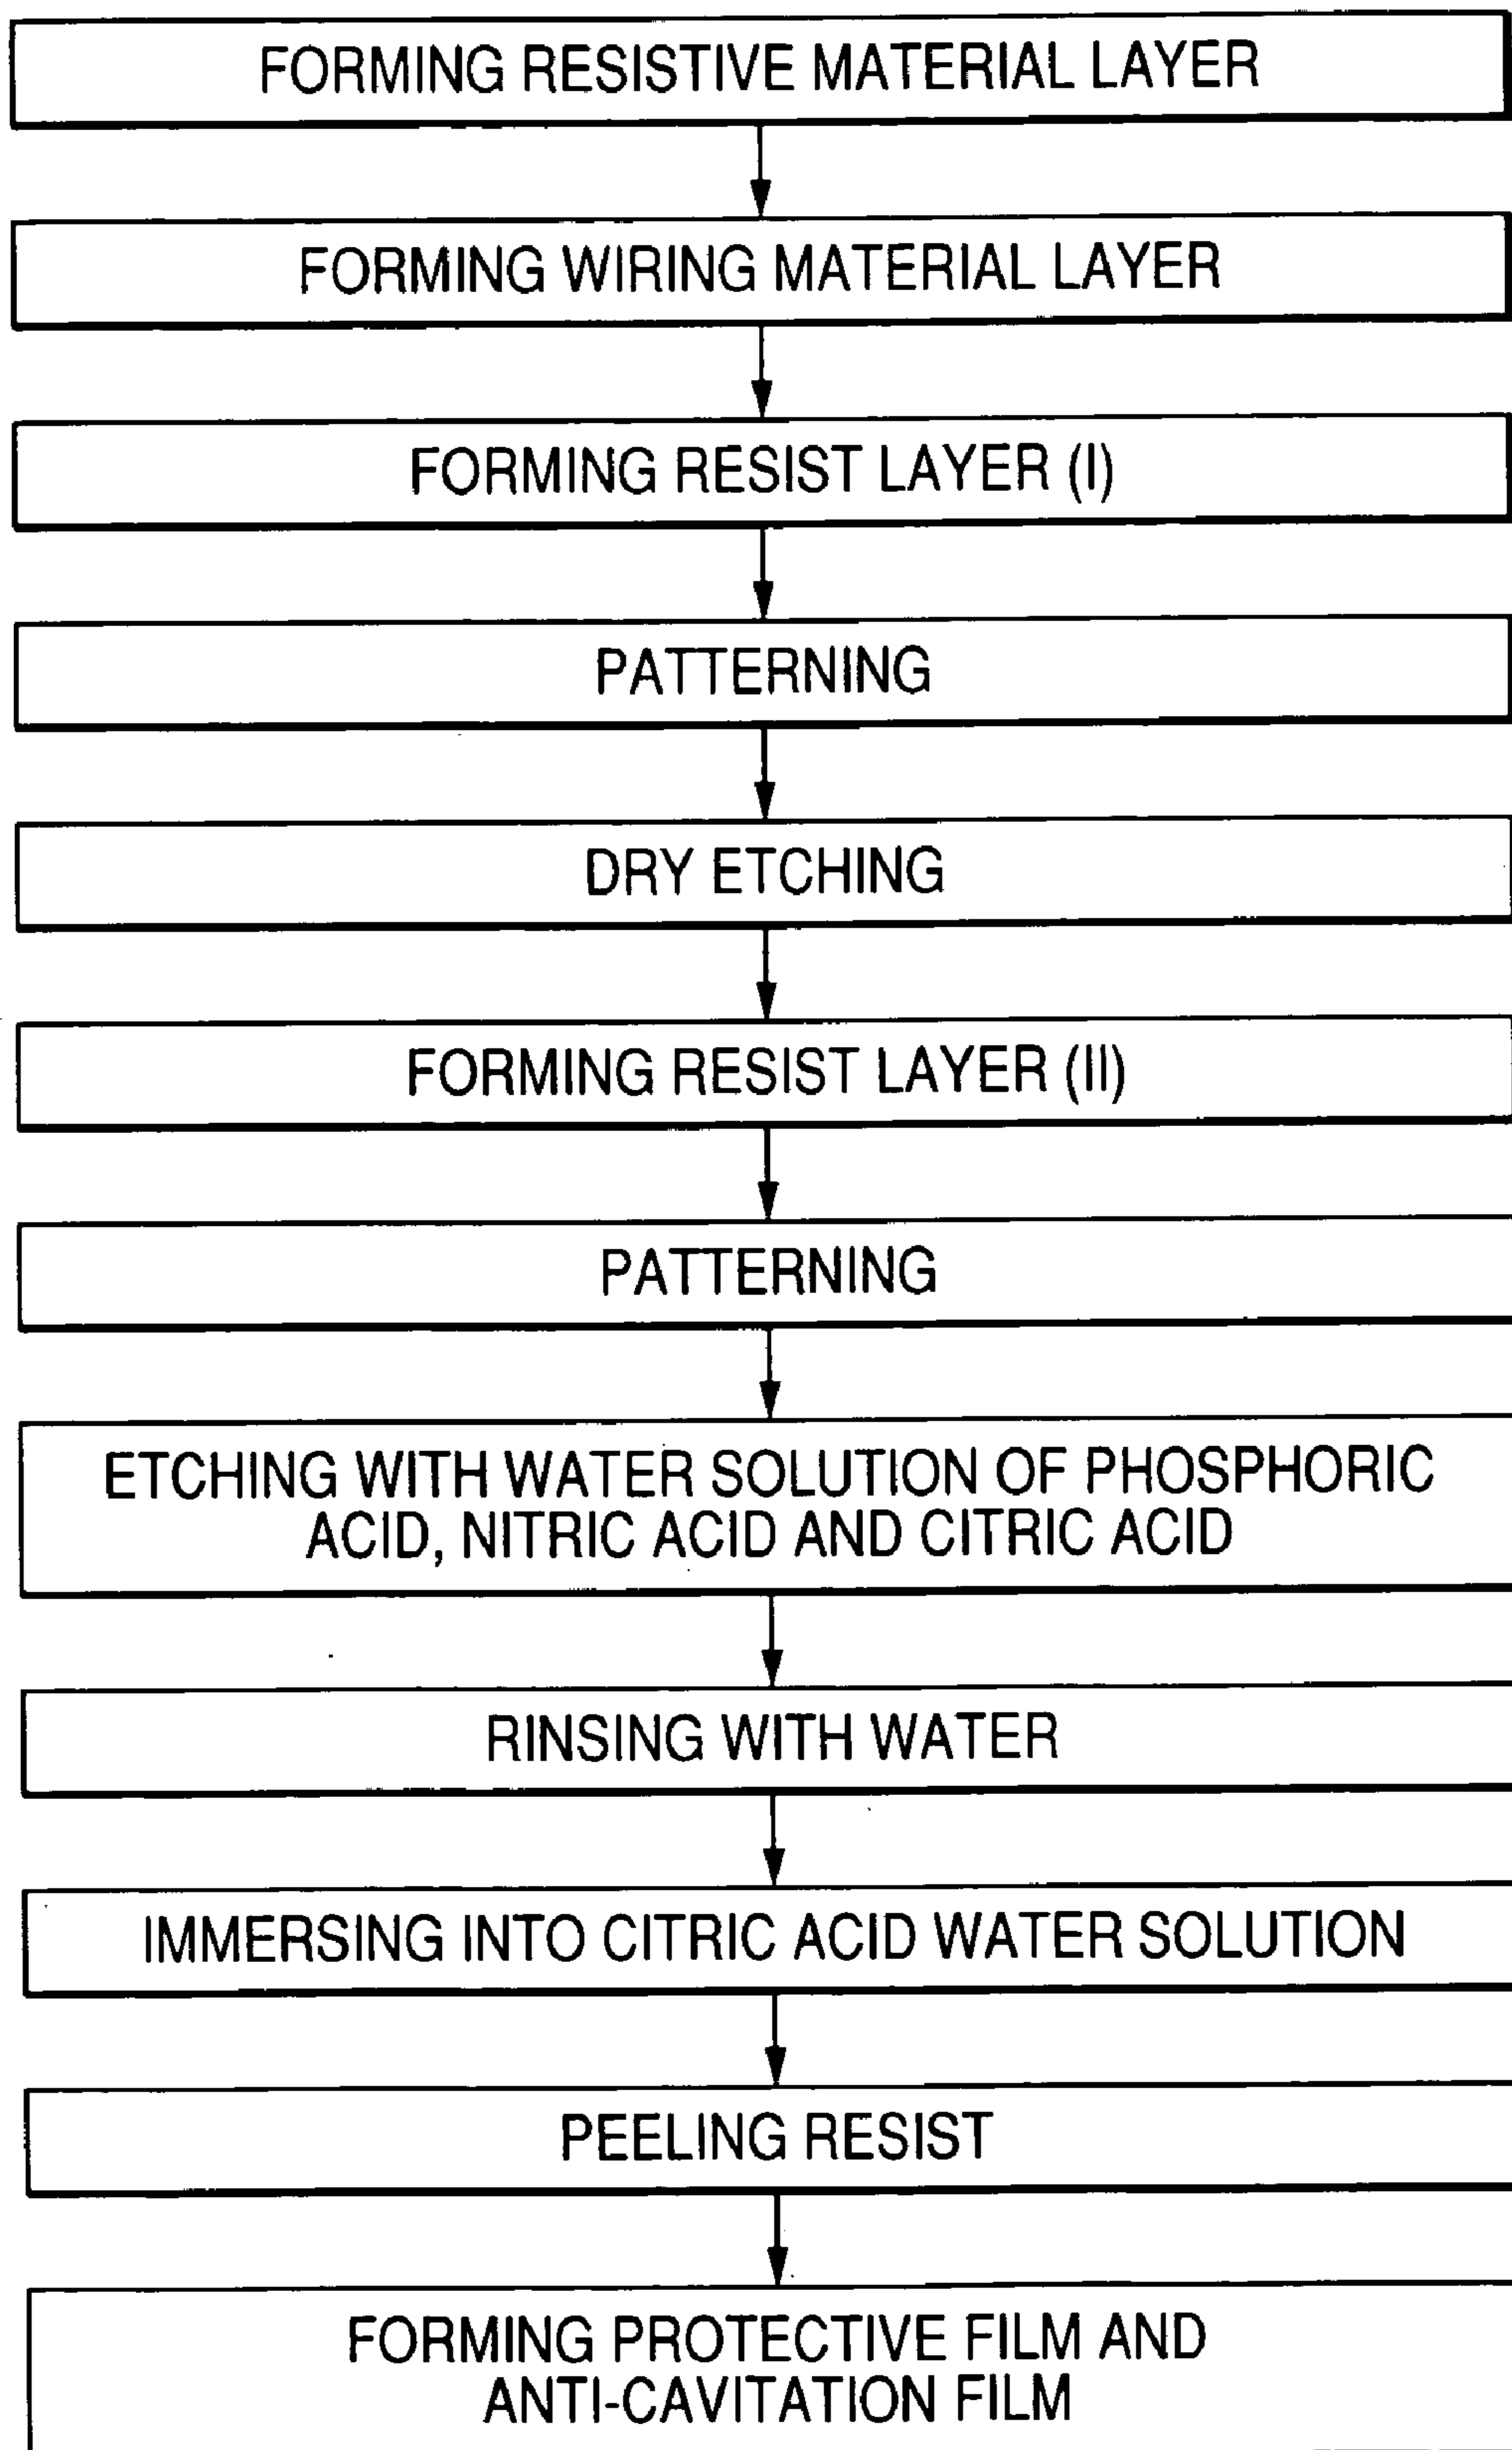 FORMING RESISTIVE MATERIAL LAYER
FORMING WIRING MATERIAL LAYER
FORMING RESIST LAYER (I)
PATTERNING
DRY ETCHING
FORMING RESIST LAYER (II)
PATTERNING
ETCHING WITH WATER SOLUTION OF PHOSPHORIC
ACID, NITRIC ACID AND CITRIC ACID
RINSING WITH WATER
IMMERSING INTO CITRIC ACID WATER SOLUTION
PEELING RESIST
FORMING PROTECTIVE FILM AND
ANTI-CAVITATION FILM